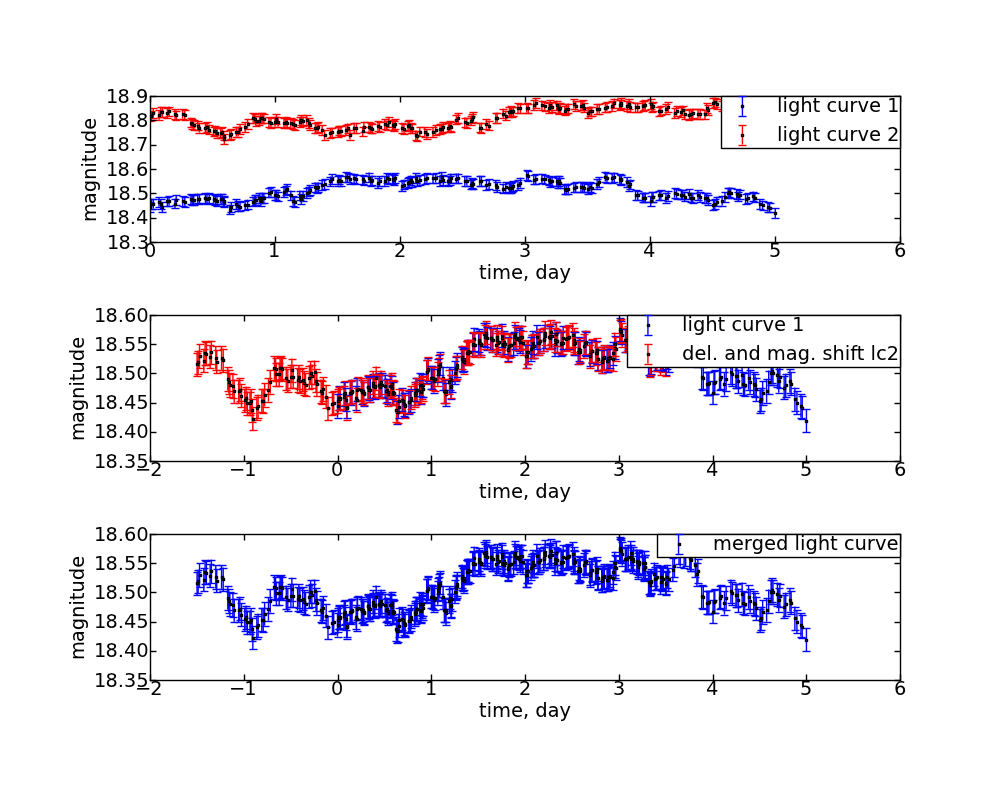 18.9
18.8
18.7
18.6
18.5
18.4
18.3
magnitude
light curve 1
light curve 2
0 1 2 3 4 5 6
time, day
18.60
18.55
18.50
18.45
18.40
18.35
magnitude
light curve 1
del. and mag. shift lc2
−2 −1 0 1 2 3 4 5 6
time, day
18.60
18.55
18.50
18.45
18.40
18.35
magnitude
merged light curve
−2 −1 0 1 2 3 4 5 6
time, day